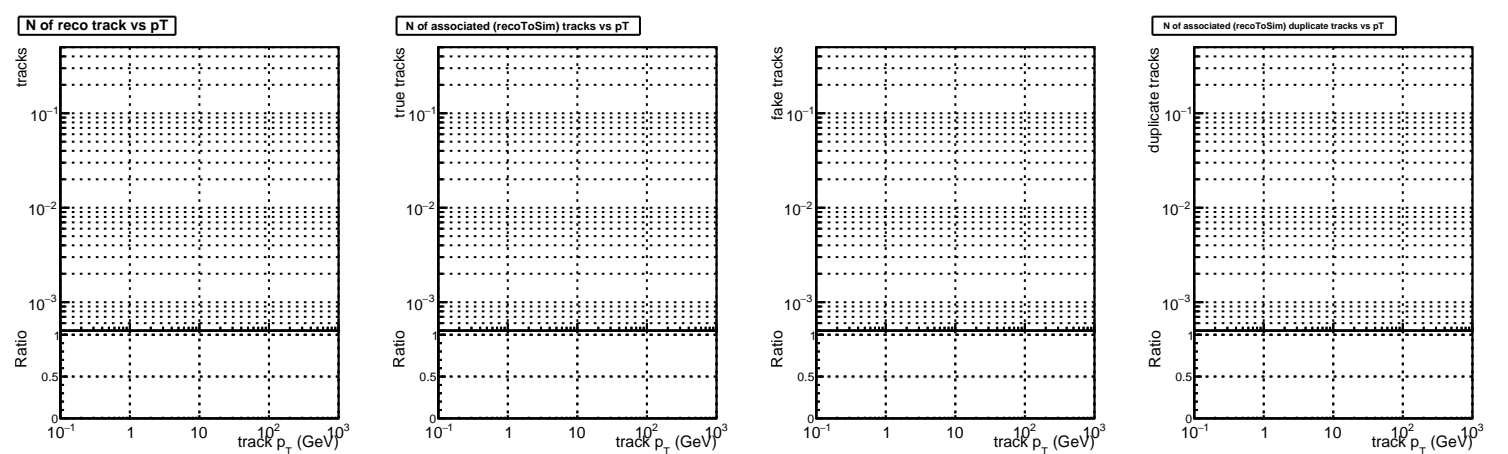 N of reco track vs pT
tracks
10⁻¹
10⁻²
10⁻³
Ratio
1
0.5
0
10⁻¹ 1 10 10² 10³
track p_T (GeV)
N of associated (recoToSim) tracks vs pT
true tracks
10⁻¹
10⁻²
10⁻³
Ratio
1
0.5
0
10⁻¹ 1 10 10² 10³
track p_T (GeV)
fake tracks
10⁻¹
10⁻²
10⁻³
Ratio
1
0.5
0
10⁻¹ 1 10 10² 10³
track p_T (GeV)
N of associated (recoToSim) duplicate tracks vs pT
duplicate tracks
10⁻¹
10⁻²
10⁻³
Ratio
1
0.5
0
10⁻¹ 1 10 10² 10³
track p_T (GeV)